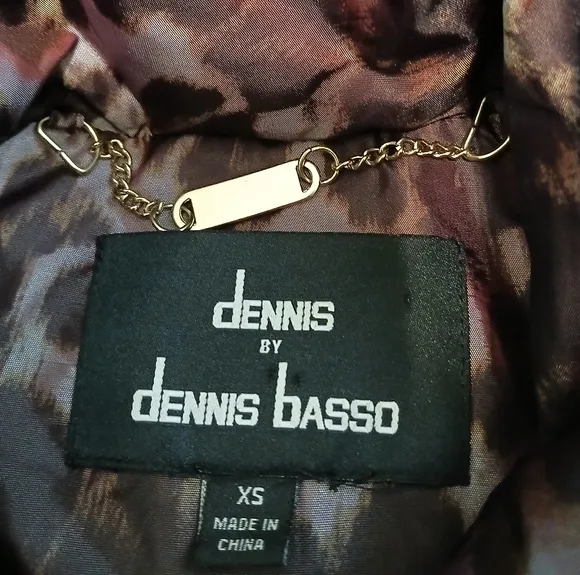 dENNIS
BY
dENNIS bASSO
XS
MADE IN
CHINA